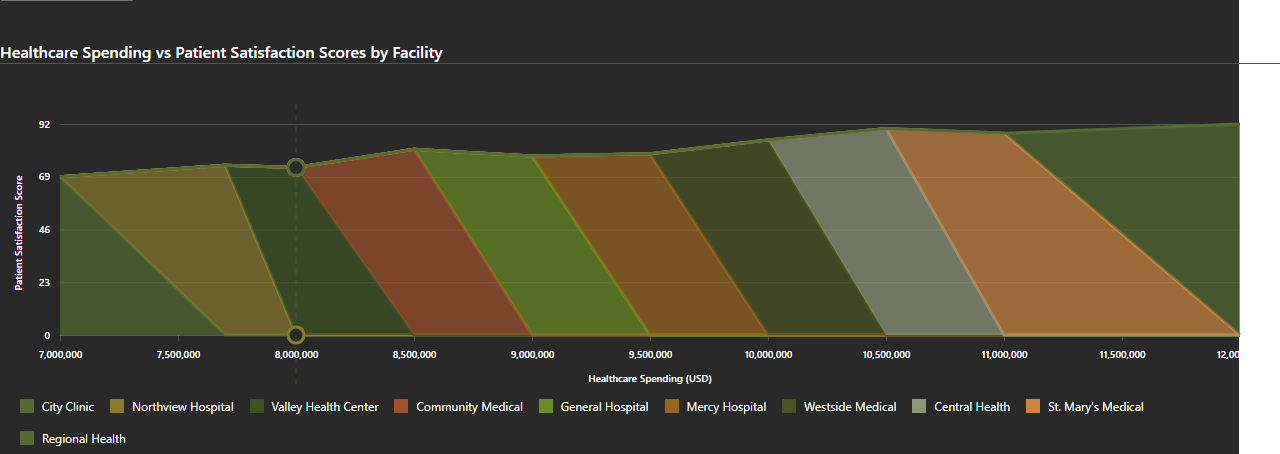 Healthcare Spending vs Patient Satisfaction Scores by Facility
92
69
46
23
0
Patient Satisfaction Score
7,000,000 7,500,000 8,000,000 8,500,000 9,000,000 9,500,000 10,000,000 10,500,000 11,000,000 11,500,000 12,00
Healthcare Spending (USD)
City Clinic Northview Hospital Valley Health Center Community Medical General Hospital Mercy Hospital Westside Medical Central Health St. Mary's Medical
Regional Health